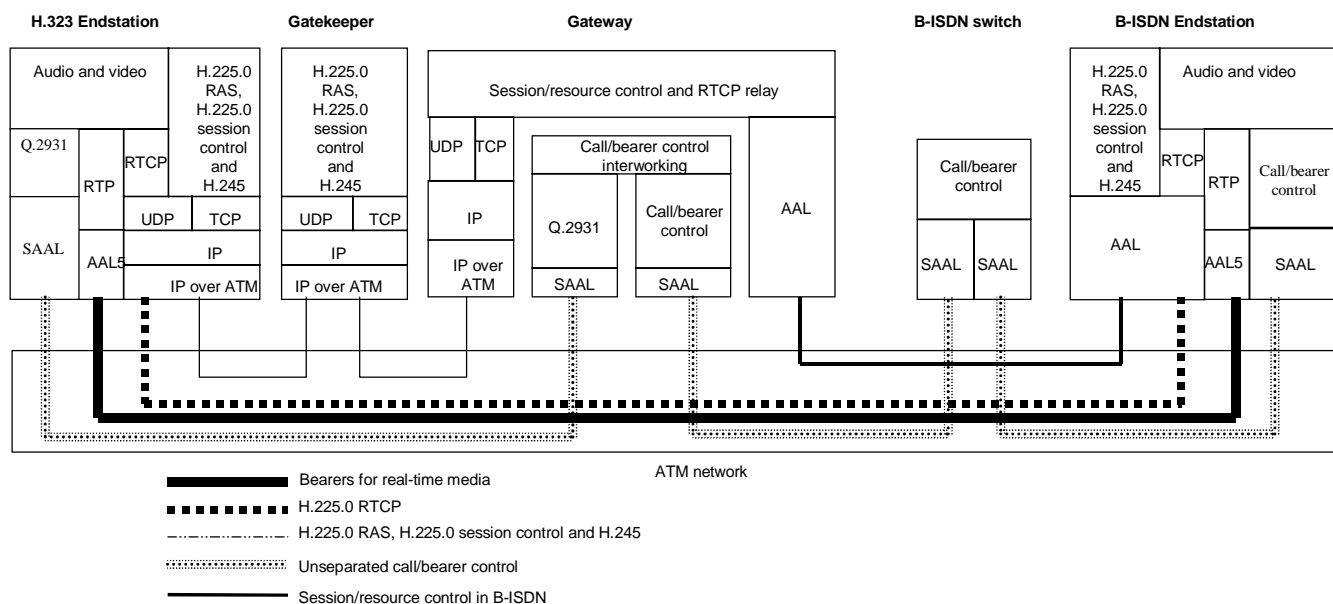 H.323 Endstation
Gatekeeper
Gateway
B-ISDN switch
B-ISDN Endstation
Audio and video
H.225.0
RAS,
H.225.0
session
control
and
H.245
Q.2931
RTP
RTCP
UDP
TCP
SAAL
AAL5
IP
IP over ATM
H.225.0
RAS,
H.225.0
session
control
and
H.245
UDP
TCP
IP
IP over ATM
Session/resource control and RTCP relay
UDP
TCP
IP
IP over
ATM
Call/bearer control
interworking
Q.2931
SAAL
Call/bearer
control
SAAL
AAL
Call/bearer
control
SAAL
SAAL
H.225.0
RAS,
H.225.0
session
control
and
H.245
Audio and video
RTCP
RTP
Call/bearer
control
AAL
AAL5
SAAL
ATM network
Bearers for real-time media
H.225.0 RTCP
H.225.0 RAS, H.225.0 session control and H.245
Unseparated call/bearer control
Session/resource control in B-ISDN